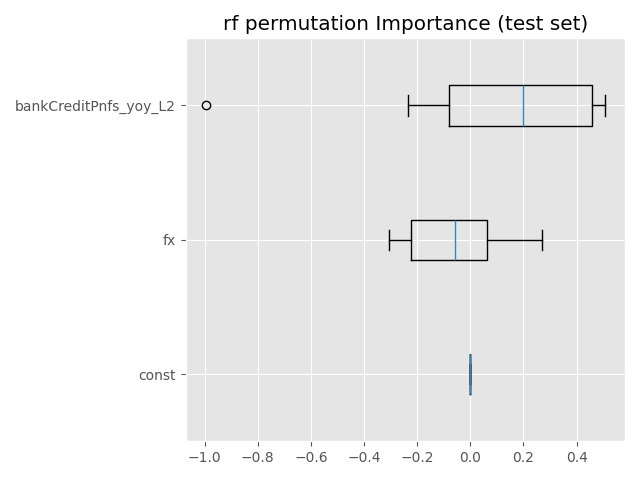 rf permutation Importance (test set)
bankCreditPnfs_yoy_L2
fx
const
−1.0 −0.8 −0.6 −0.4 −0.2 0.0 0.2 0.4